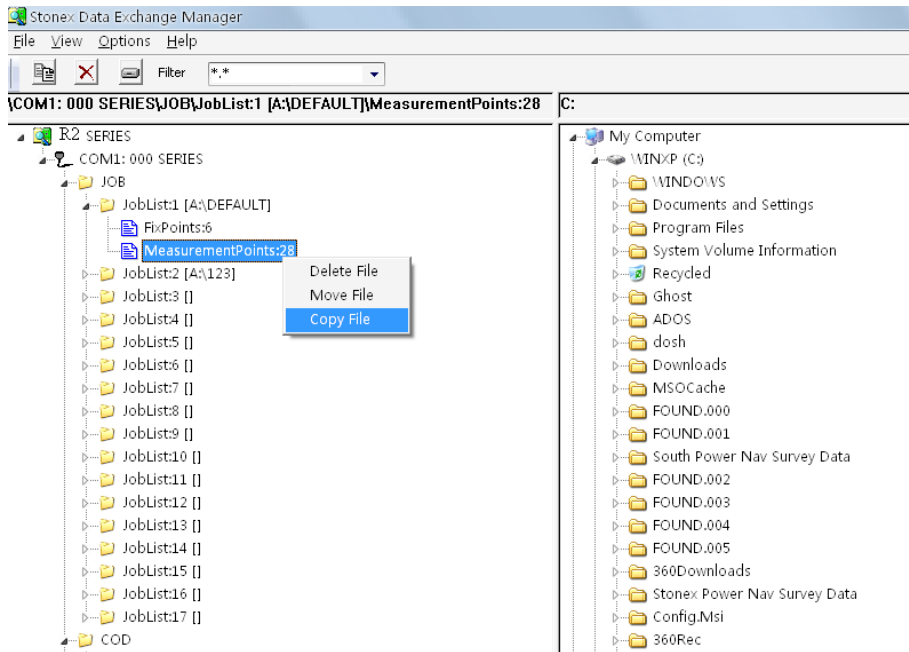 Stonex Data Exchange Manager
File View Options Help
Filter *.*
\COM1: 000 SERIES\JOB\JobList:1 [A:\DEFAULT]\MeasurementPoints:28
C:
R2 SERIES
COM1: 000 SERIES
JOB
JobList:1 [A:\DEFAULT]
FixPoints:6
MeasurementPoints:28
JobList:2 [A:\123]
JobList:3 []
JobList:4 []
JobList:5 []
JobList:6 []
JobList:7 []
JobList:8 []
JobList:9 []
JobList:10 []
JobList:11 []
JobList:12 []
JobList:13 []
JobList:14 []
JobList:15 []
JobList:16 []
JobList:17 []
COD
Delete File
Move File
Copy File
My Computer
WINXP (C:)
WINDOWS
Documents and Settings
Program Files
System Volume Information
Recycled
Ghost
ADOS
dosh
Downloads
MSOCache
FOUND.000
FOUND.001
South Power Nav Survey Data
FOUND.002
FOUND.003
FOUND.004
FOUND.005
360Downloads
Stonex Power Nav Survey Data
Config.Msi
360Rec